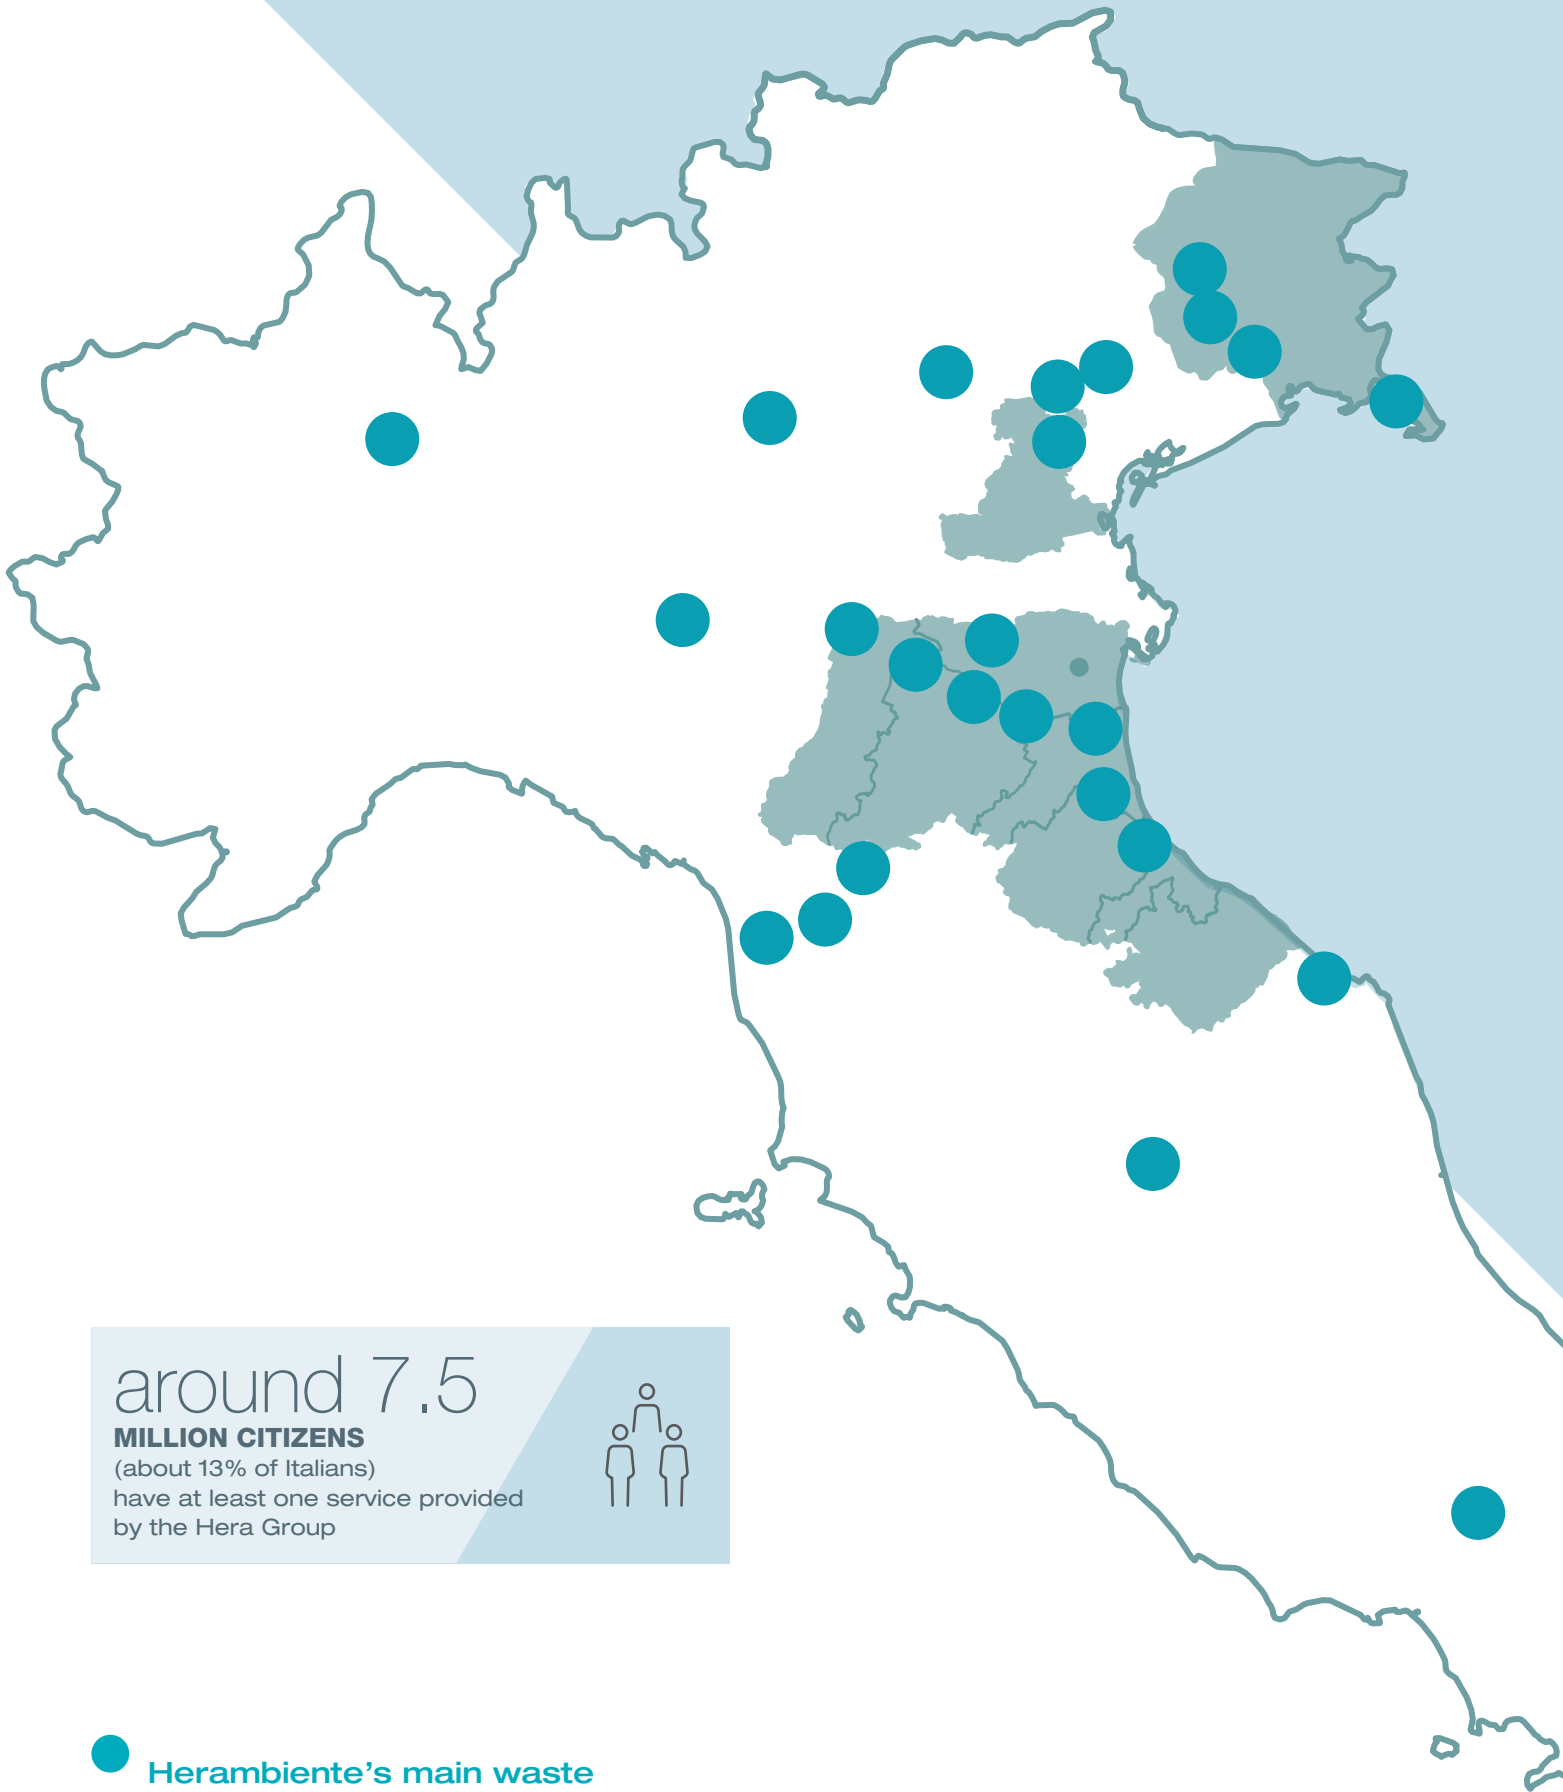 around 7.5
MILLION CITIZENS
(about 13% of Italians)
have at least one service provided
by the Hera Group
Herambiente's main waste